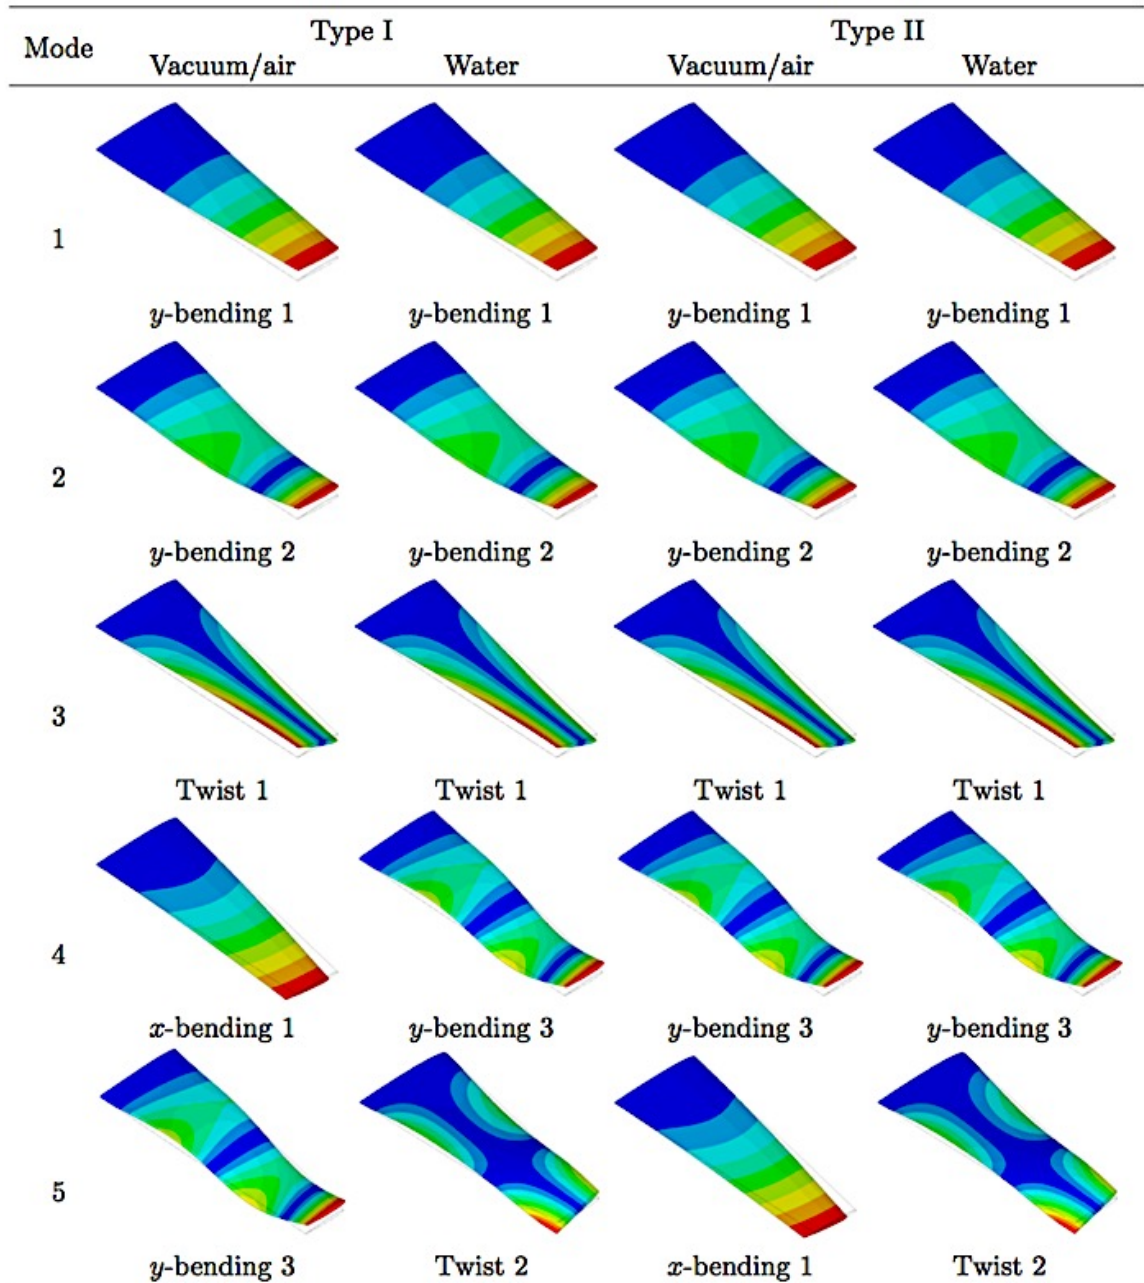 Mode Type I Type II
Vacuum/air Water Vacuum/air Water
1
y-bending 1 y-bending 1 y-bending 1 y-bending 1
2
y-bending 2 y-bending 2 y-bending 2 y-bending 2
3
Twist 1 Twist 1 Twist 1 Twist 1
4
x-bending 1 y-bending 3 y-bending 3 y-bending 3
5
y-bending 3 Twist 2 x-bending 1 Twist 2